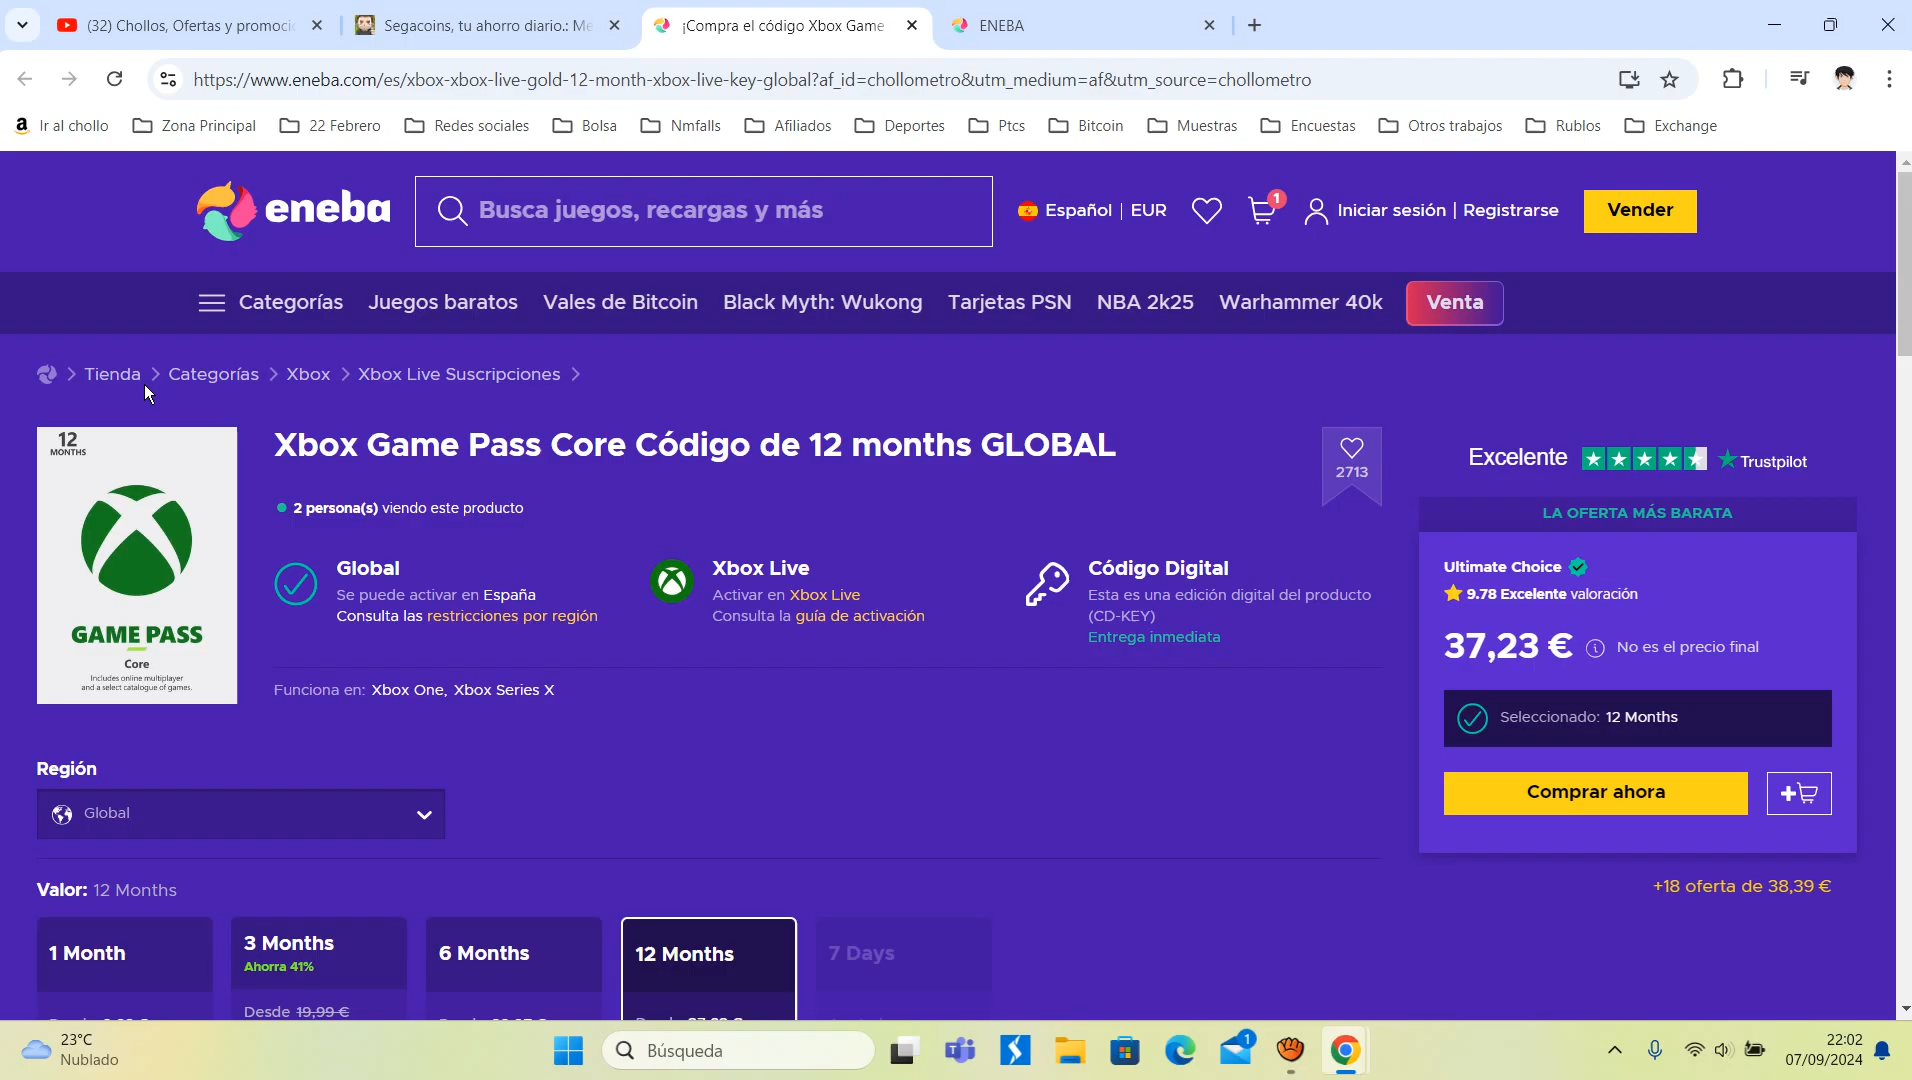 (32) Chollos, Ofertas y promocio
Segacoins, tu ahorro diario.: Me
¡Compra el código Xbox Game
ENEBA
https://www.eneba.com/es/xbox-xbox-live-gold-12-month-xbox-live-key-global?af_id=chollometro&utm_medium=af&utm_source=chollometro
Ir al chollo
Zona Principal
22 Febrero
Redes sociales
Bolsa
Nmfalls
Afiliados
Deportes
Ptcs
Bitcoin
Muestras
Encuestas
Otros trabajos
Rublos
Exchange
eneba
Busca juegos, recargas y más
Español | EUR
1
Iniciar sesión | Registrarse
Vender
Categorías
Juegos baratos
Vales de Bitcoin
Black Myth: Wukong
Tarjetas PSN
NBA 2k25
Warhammer 40k
Venta
Tienda
Categorías
Xbox
Xbox Live Suscripciones
12
MONTHS
GAME PASS
Core
Includes online multiplayer
and a select catalogue of games.
Xbox Game Pass Core Código de 12 months GLOBAL
2713
2 persona(s) viendo este producto
Global
Se puede activar en España
Consulta las restricciones por región
Xbox Live
Activar en Xbox Live
Consulta la guía de activación
Código Digital
Esta es una edición digital del producto
(CD-KEY)
Entrega inmediata
Funciona en: Xbox One, Xbox Series X
Excelente
Trustpilot
LA OFERTA MÁS BARATA
Ultimate Choice
9.78 Excelente valoración
37,23 €
No es el precio final
Seleccionado: 12 Months
Comprar ahora
+18 oferta de 38,39 €
Región
Global
Valor: 12 Months
1 Month
3 Months
Ahorra 41%
Desde 19,99 €
6 Months
12 Months
7 Days
23°C
Nublado
Búsqueda
1
22:02
07/09/2024